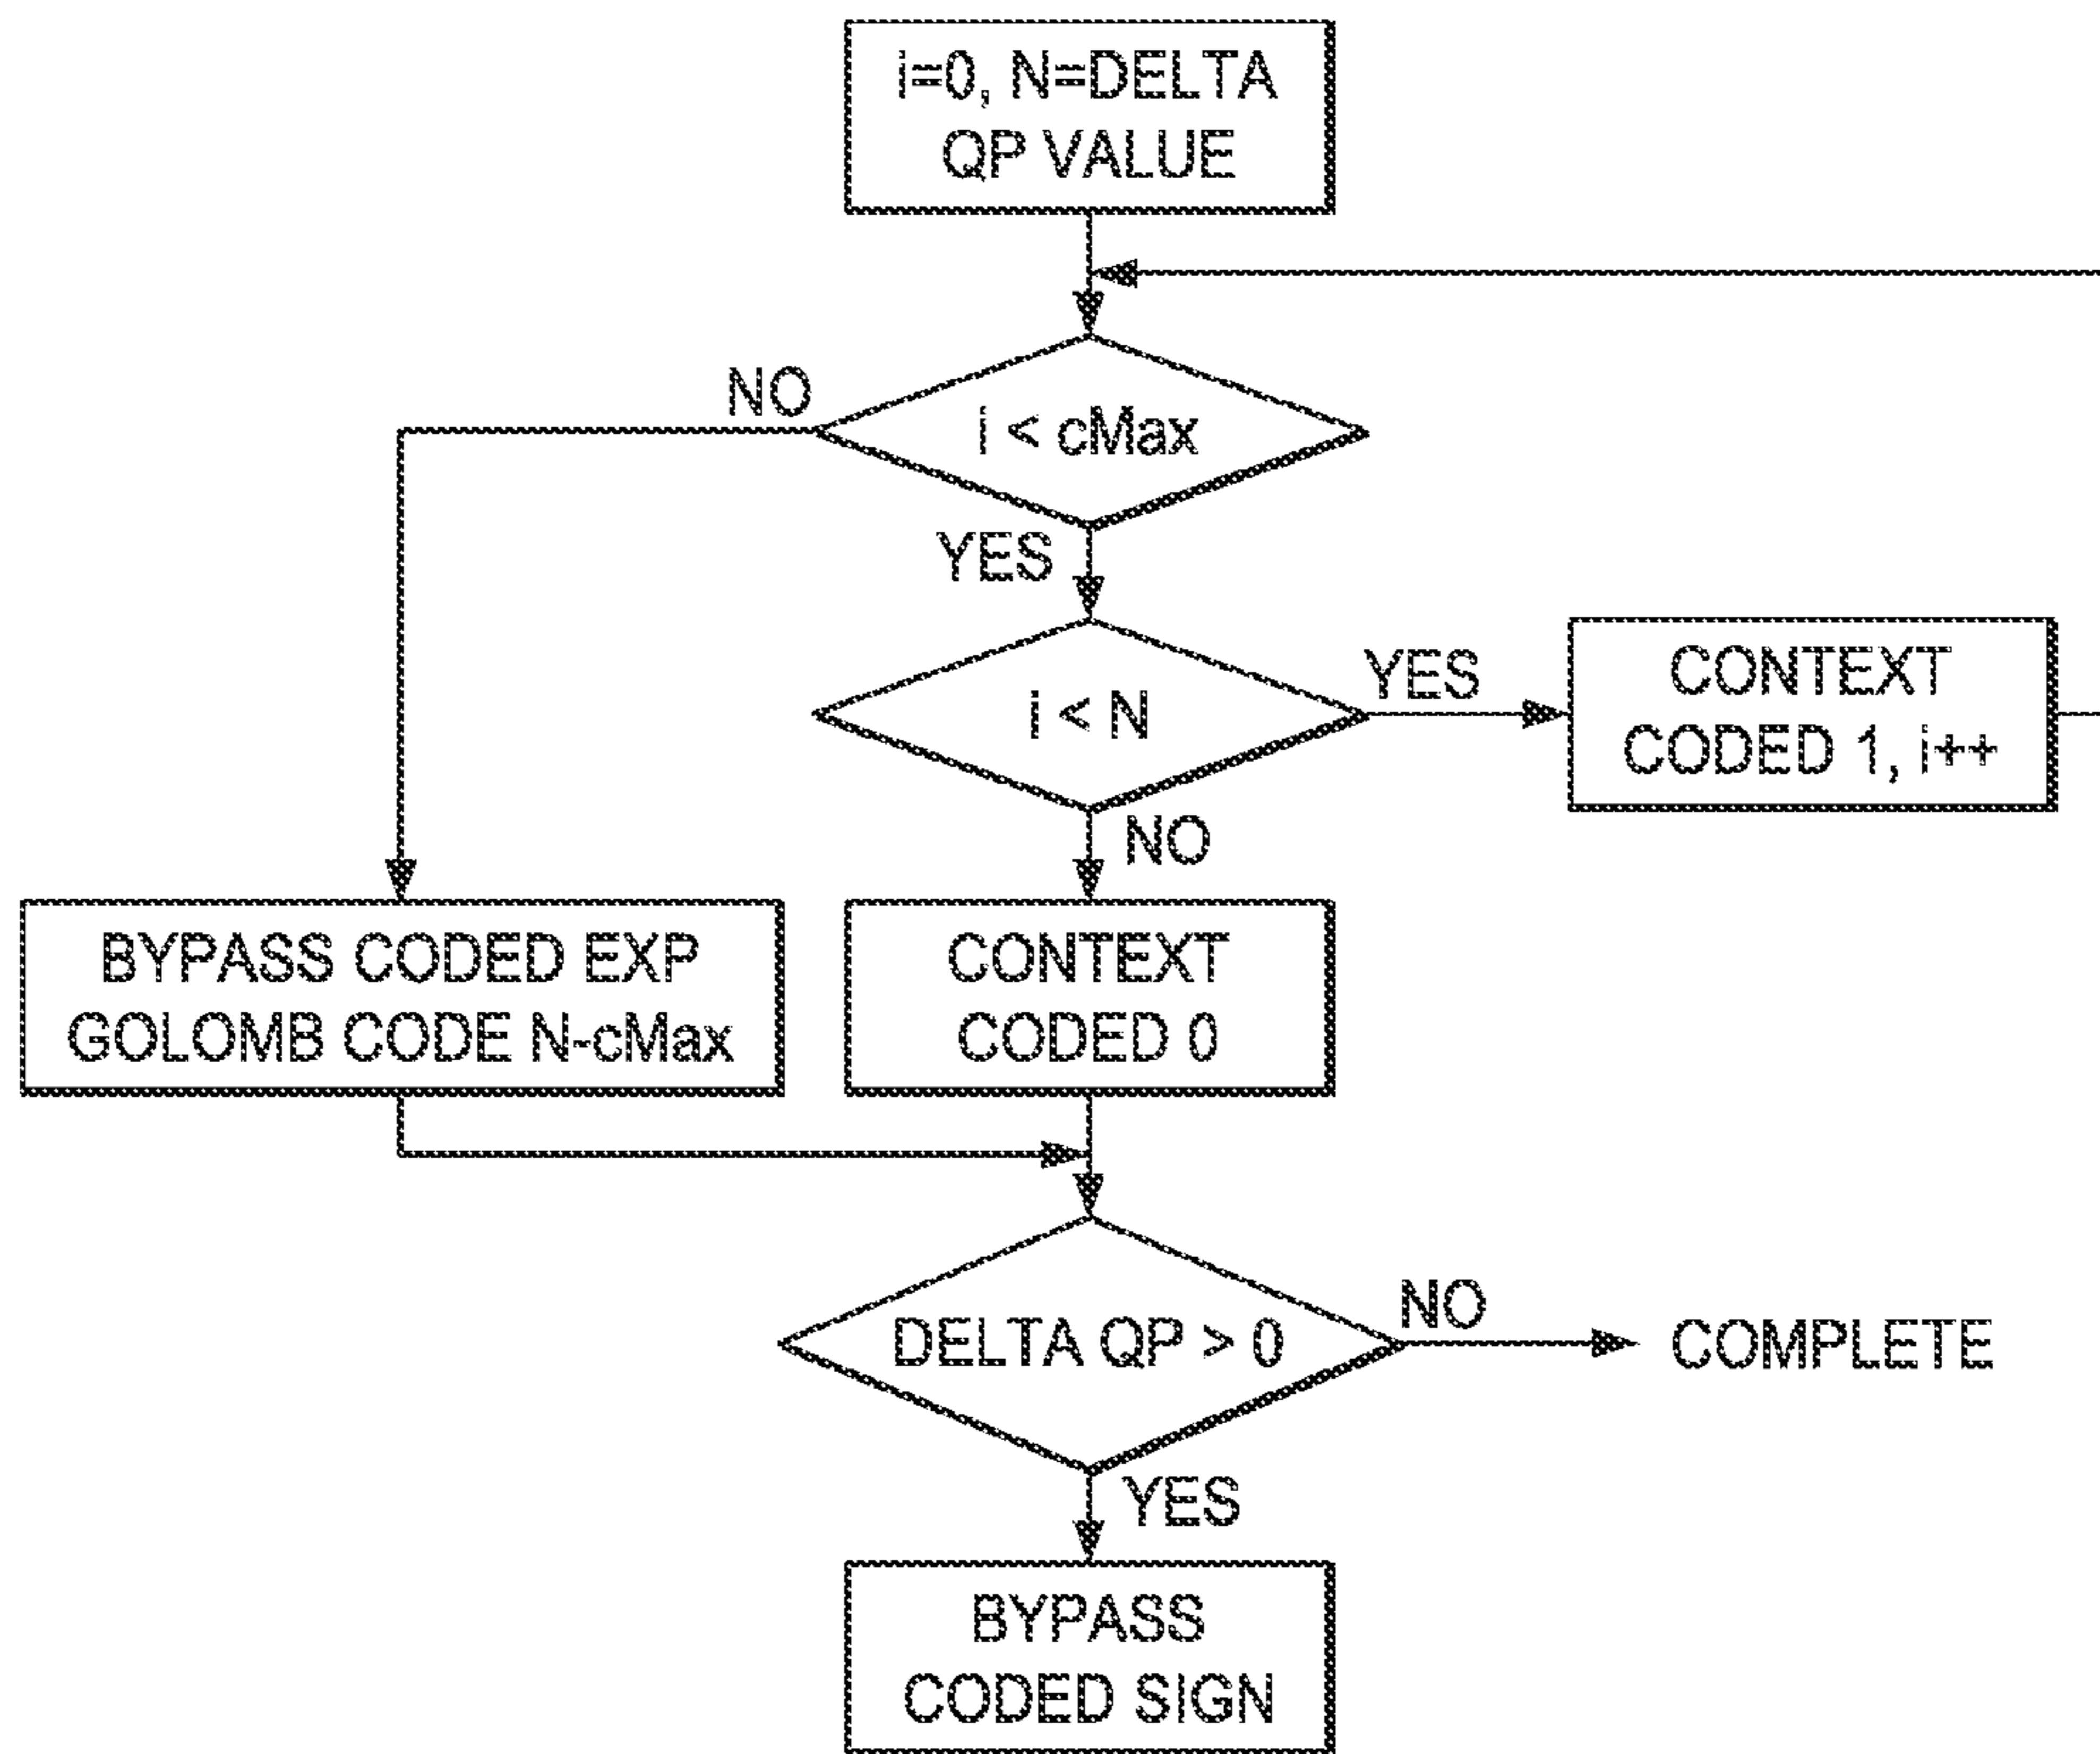 i=0, N=DELTA
QP VALUE
NO
i < cMax
YES
i < N
YES
CONTEXT
CODED 1, i++
NO
BYPASS CODED EXP
GOLOMB CODE N-cMax
CONTEXT
CODED 0
DELTA QP > 0
NO
COMPLETE
YES
BYPASS
CODED SIGN